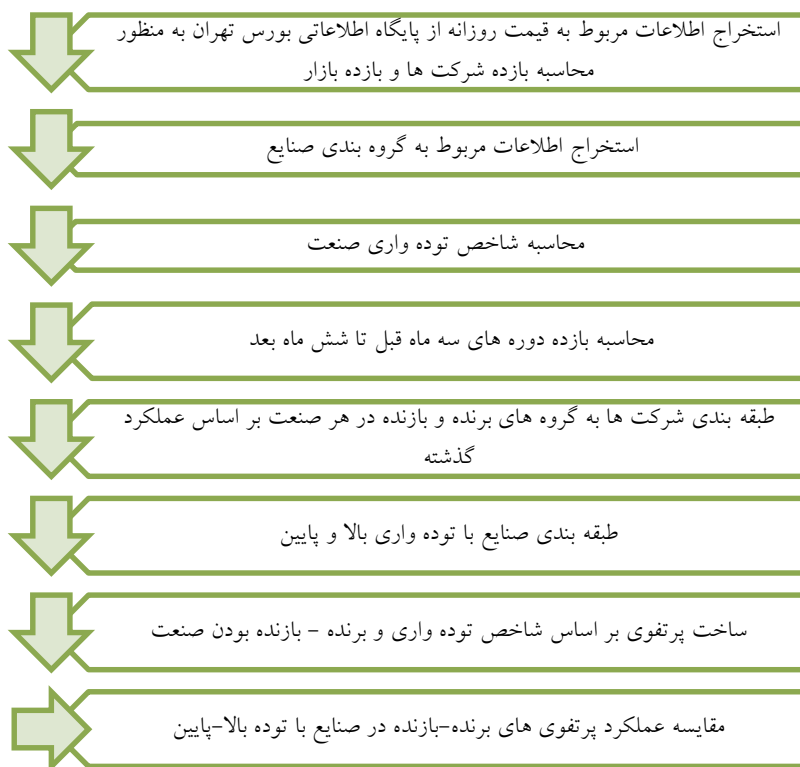 استخراج اطلاعات مربوط به قیمت روزانه از پایگاه اطلاعاتی بورس تهران به منظور
محاسبه بازده شرکت ها و بازده بازار
استخراج اطلاعات مربوط به گروه بندی صنایع
محاسبه شاخص توده واری صنعت
محاسبه بازده دوره های سه ماه قبل تا شش ماه بعد
طبقه بندی شرکت ها به گروه های برنده و بازنده در هر صنعت بر اساس عملکرد
گذشته
طبقه بندی صنایع با توده واری بالا و پایین
ساخت پرتفوی بر اساس شاخص توده واری و برنده - بازنده بودن صنعت
مقایسه عملکرد پرتفوی های برنده-بازنده در صنایع با توده بالا-پایین